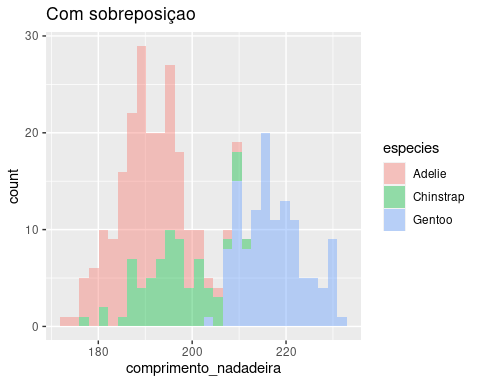 Com sobreposiçao
30
20
10
0
count
180
200
220
comprimento_nadadeira
especies
Adelie
Chinstrap
Gentoo